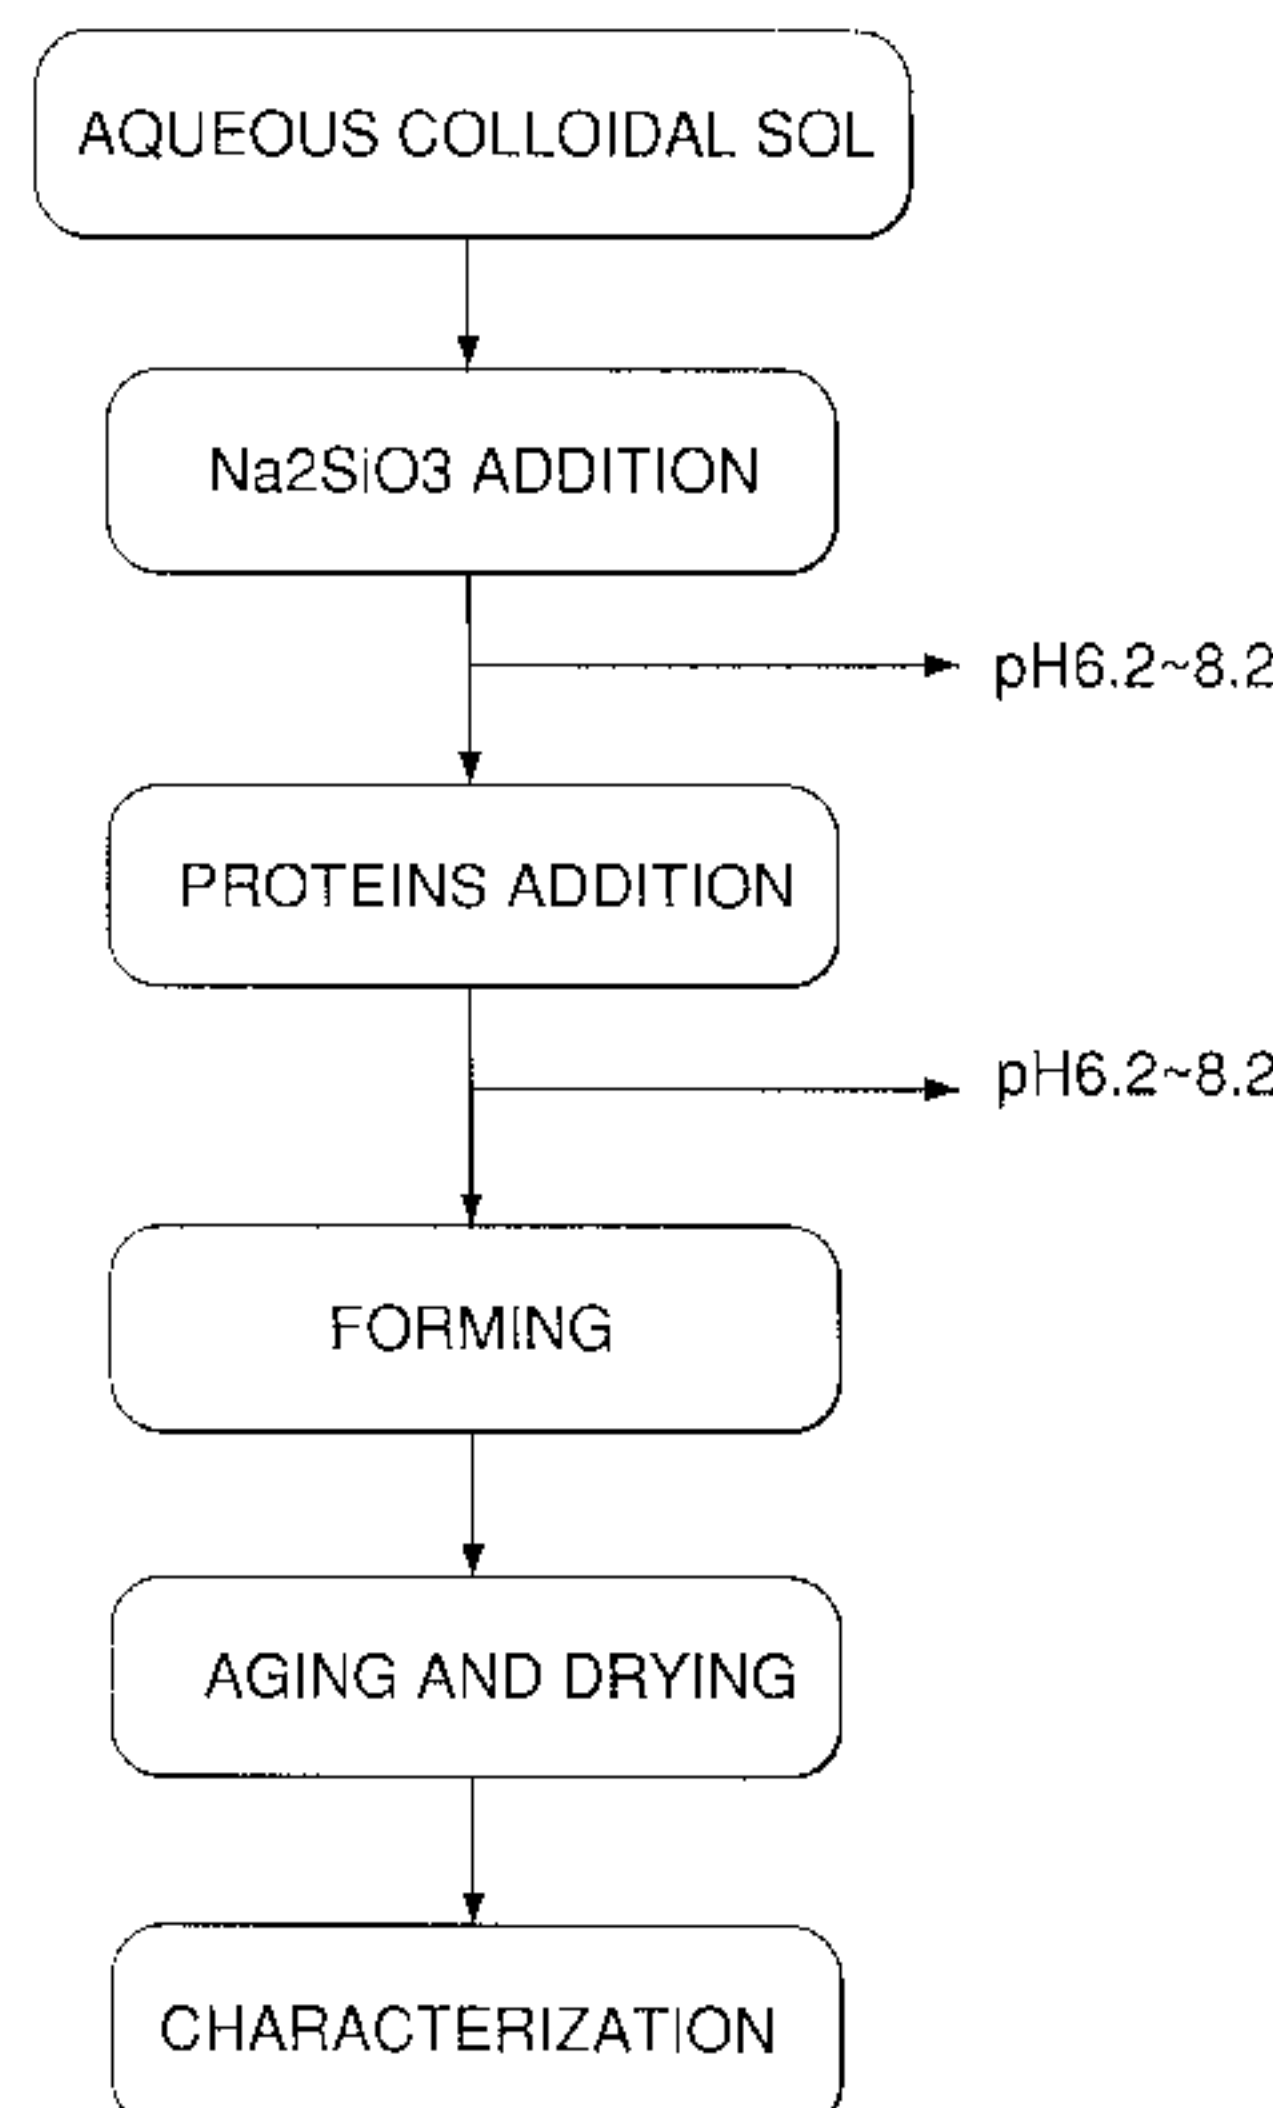 AQUEOUS COLLOIDAL SOL
Na2SiO3 ADDITION
pH6.2~8.2
PROTEINS ADDITION
pH6.2~8.2
FORMING
AGING AND DRYING
CHARACTERIZATION